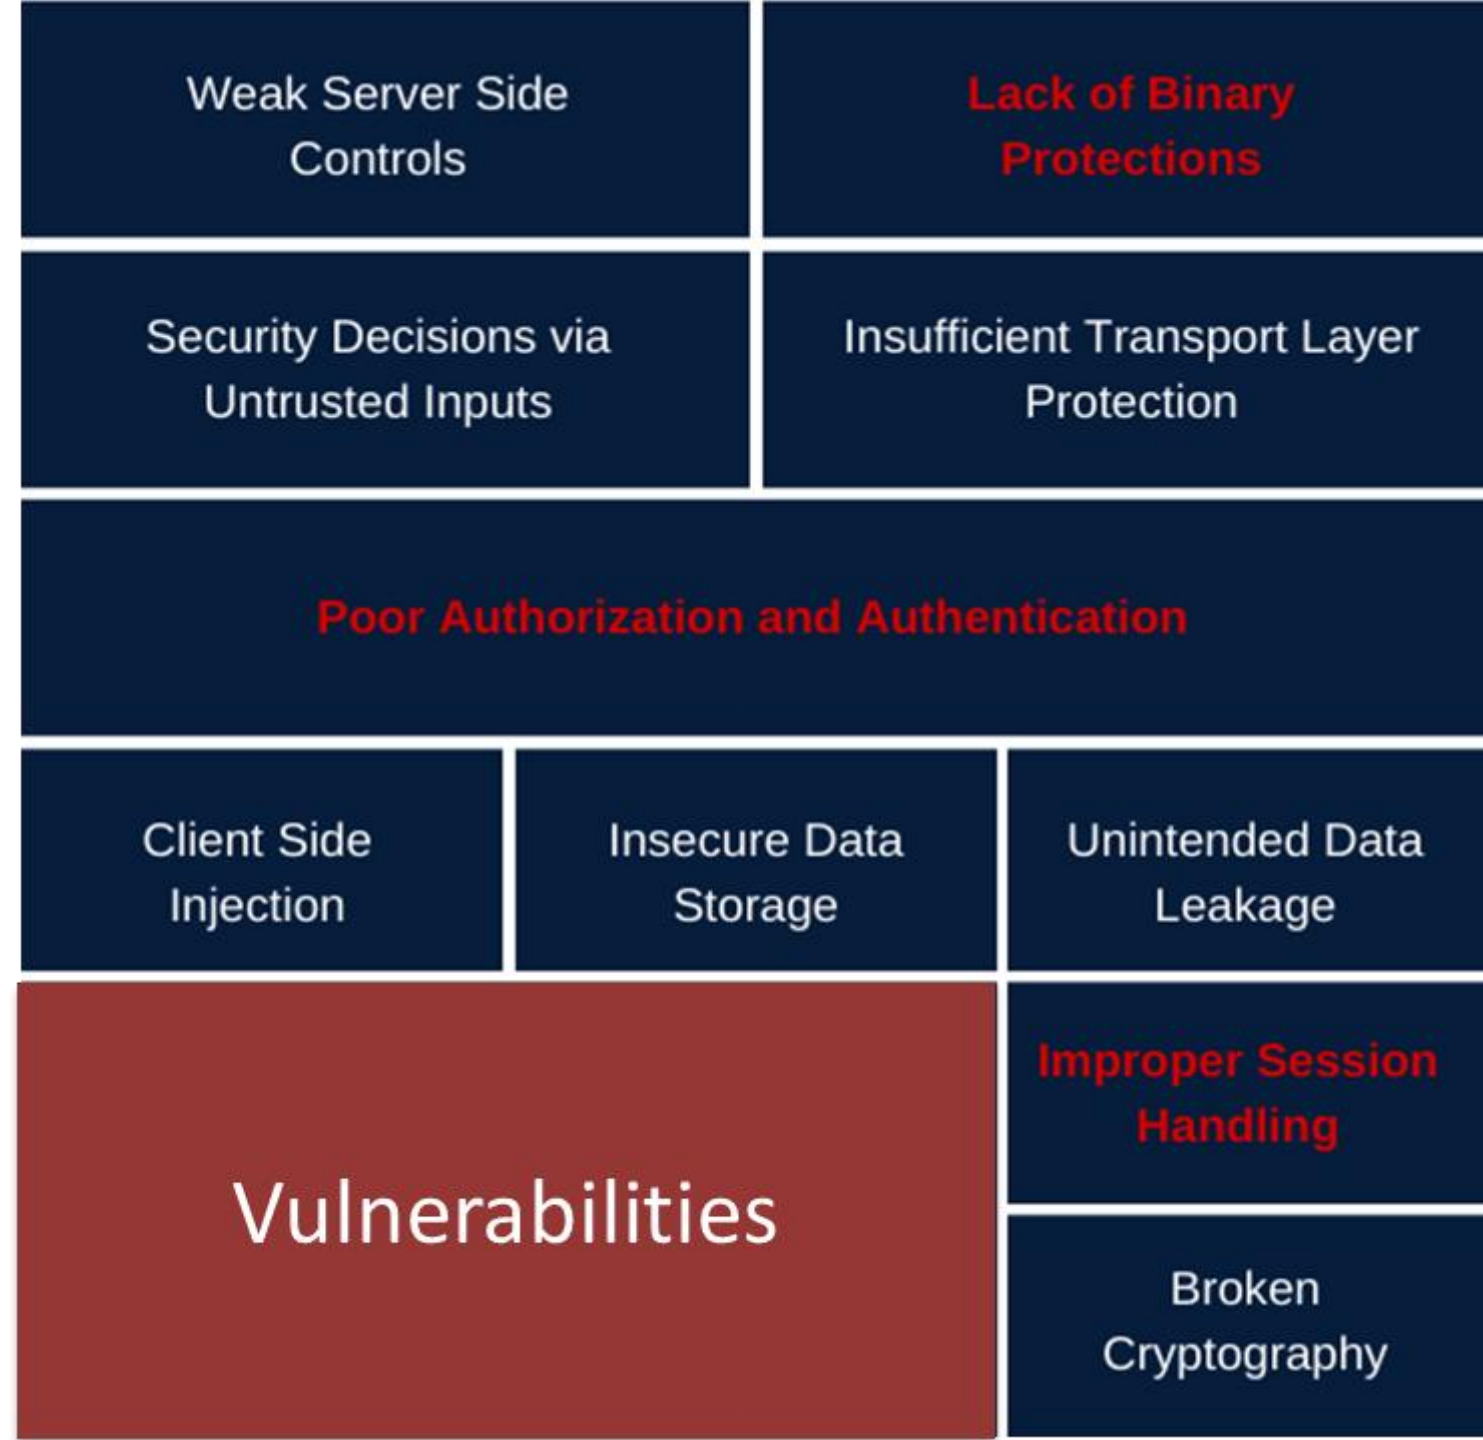 Weak Server Side
Controls
Lack of Binary
Protections
Security Decisions via
Untrusted Inputs
Insufficient Transport Layer
Protection
Poor Authorization and Authentication
Client Side
Injection
Insecure Data
Storage
Unintended Data
Leakage
Vulnerabilities
Improper Session
Handling
Broken
Cryptography